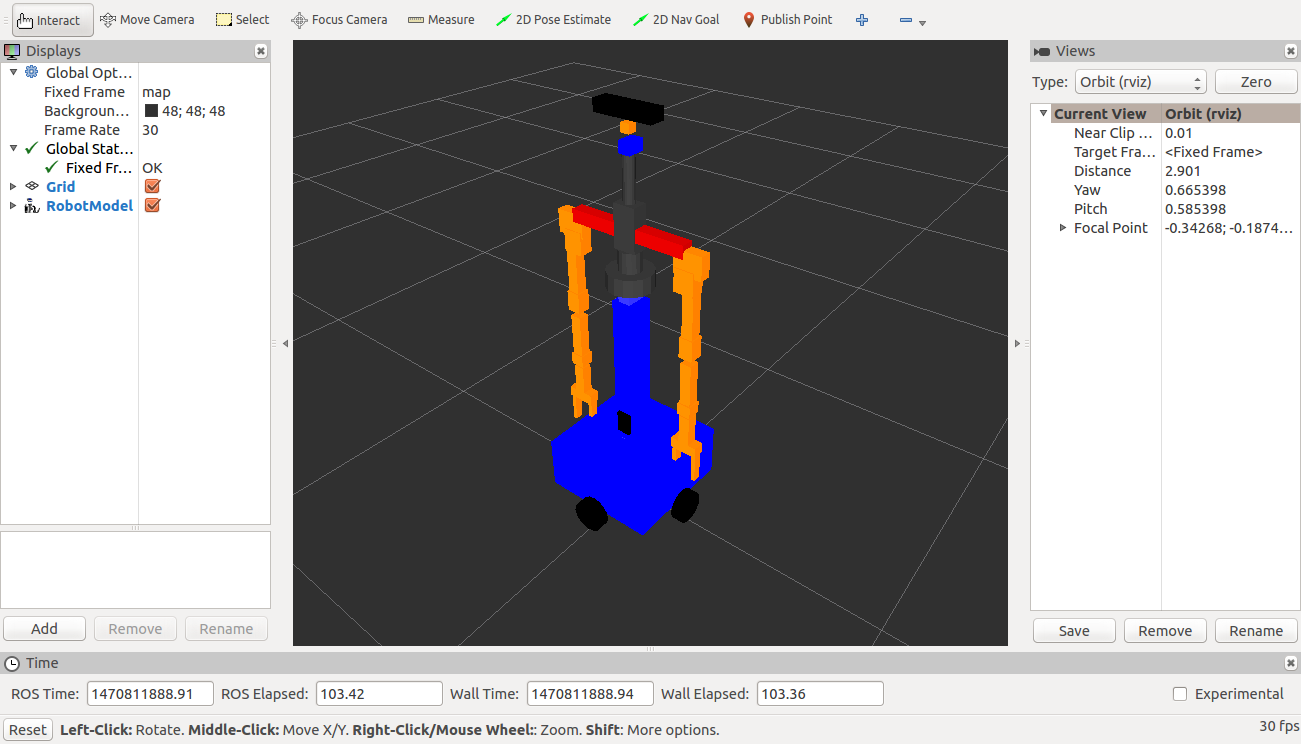 Interact Move Camera Select Focus Camera Measure 2D Pose Estimate 2D Nav Goal Publish Point
Displays
Global Opt...
Fixed Frame map
Backgroun... 48; 48; 48
Frame Rate 30
Global Stat...
Fixed Fr... OK
Grid
RobotModel
Add Remove Rename
Views
Type: Orbit (rviz) Zero
Current View Orbit (rviz)
Near Clip ... 0.01
Target Fra... <Fixed Frame>
Distance 2.901
Yaw 0.665398
Pitch 0.585398
Focal Point -0.34268; -0.1874...
Save Remove Rename
Time
ROS Time: 1470811888.91 ROS Elapsed: 103.42 Wall Time: 1470811888.94 Wall Elapsed: 103.36 Experimental
Reset Left-Click: Rotate. Middle-Click: Move X/Y. Right-Click/Mouse Wheel:: Zoom. Shift: More options. 30 fps